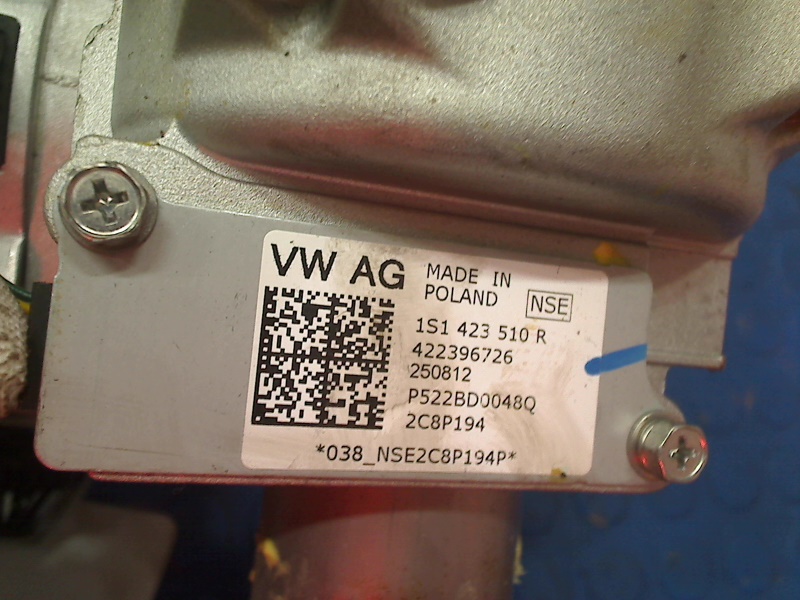 VW AG
MADE IN
POLAND
NSE
1S1 423 510 R
422396726
250812
P522BD0048Q
2C8P194
*038_NSE2C8P194P*